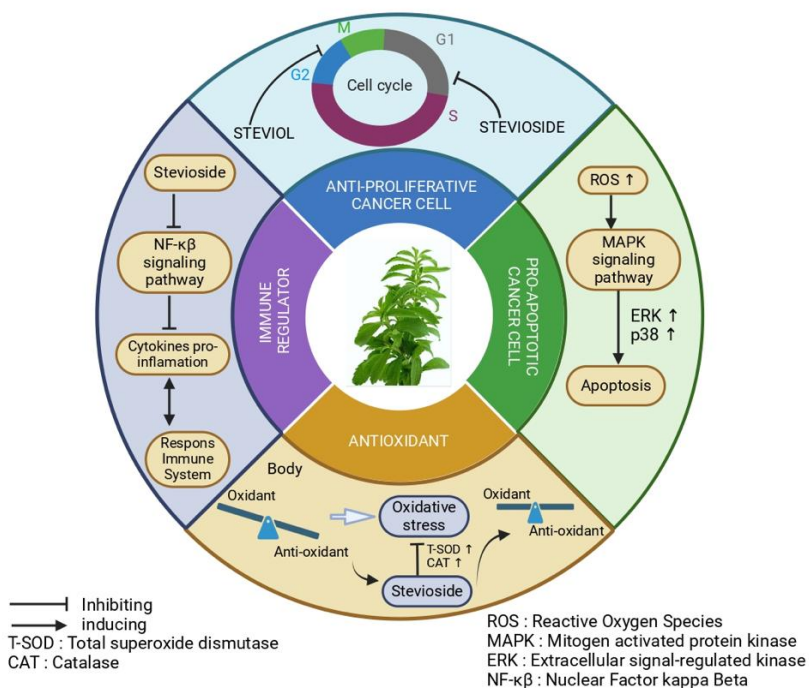 M
G1
G2
Cell cycle
S
STEVIOL
STEVIOSIDE
ANTI-PROLIFERATIVE
CANCER CELL
Stevioside
NF-κβ
signaling
pathway
Cytokines pro-
inflamation
Respons
Immune
System
IMMUNE
REGULATOR
PRO-APOPTOTIC
CANCER CELL
ROS ↑
MAPK
signaling
pathway
ERK ↑
p38 ↑
Apoptosis
ANTIOXIDANT
Body
Oxidant
Anti-oxidant
Oxidative
stress
T-SOD ↑
CAT ↑
Stevioside
Oxidant
Anti-oxidant
Inhibiting
inducing
T-SOD : Total superoxide dismutase
CAT : Catalase
ROS : Reactive Oxygen Species
MAPK : Mitogen activated protein kinase
ERK : Extracellular signal-regulated kinase
NF-κβ : Nuclear Factor kappa Beta